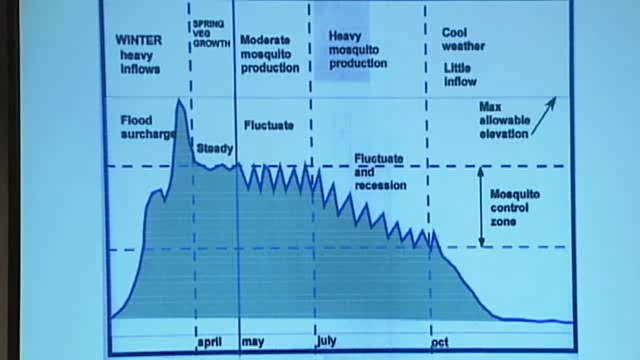 WINTER
heavy
inflows
SPRING
VEG
GROWTH
Moderate
mosquito
production
Heavy
mosquito
production
Cool
weather
Little
inflow
Flood
surcharge
Steady
Fluctuate
Fluctuate
and
recession
Max
allowable
elevation
Mosquito
control
zone
april
may
july
oct